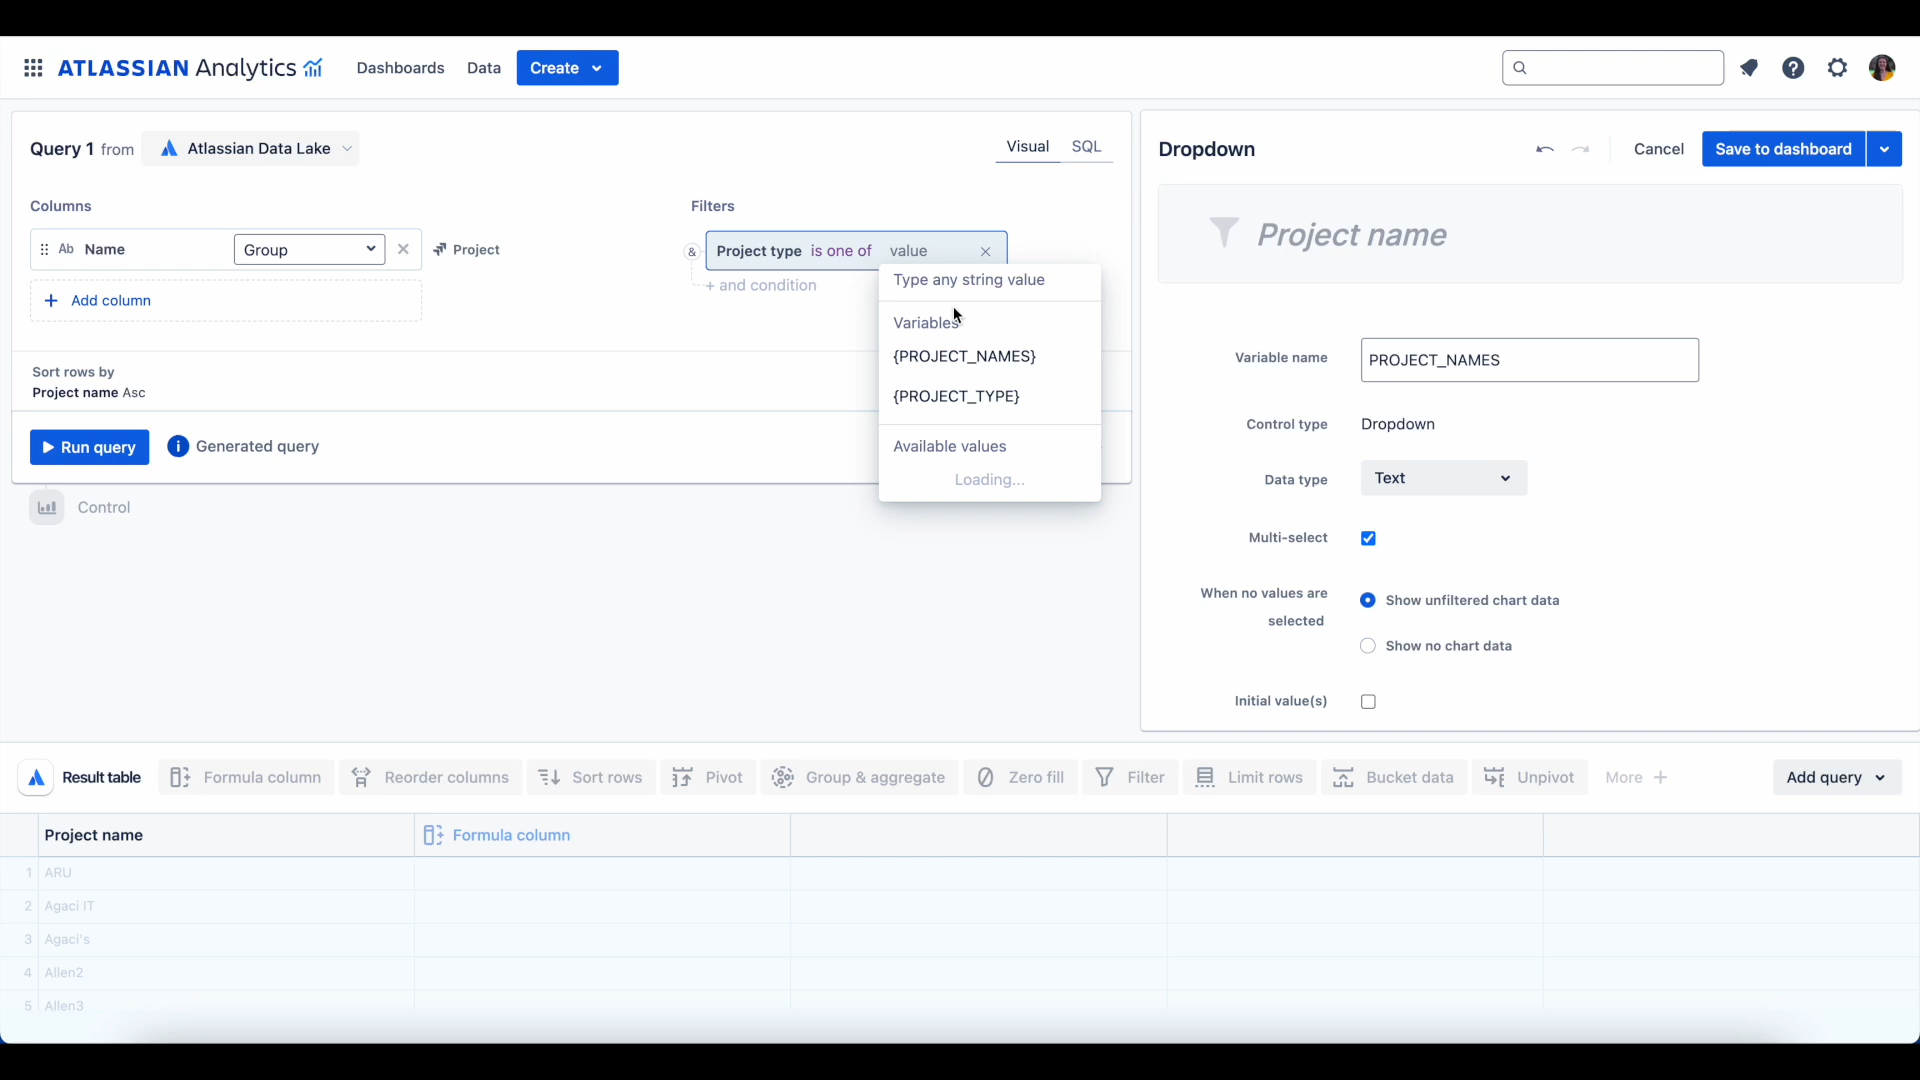 ATLASSIAN Analytics Dashboards Data Create
Query 1 from Atlassian Data Lake Visual SQL
Columns
Ab Name Group Project
+ Add column
Filters
& Project type is one of value
+ and condition
Type any string value
Variables
{PROJECT_NAMES}
{PROJECT_TYPE}
Available values
Loading...
Sort rows by
Project name Asc
Run query i Generated query
Control
Dropdown Cancel Save to dashboard
Project name
Variable name PROJECT_NAMES
Control type Dropdown
Data type Text
Multi-select
When no values are
selected
Show unfiltered chart data
Show no chart data
Initial value(s)
Result table Formula column Reorder columns Sort rows Pivot Group & aggregate Zero fill Filter Limit rows Bucket data Unpivot More + Add query
Project name Formula column
1 ARU
2 Agaci IT
3 Agaci's
4 Allen2
5 Allen3